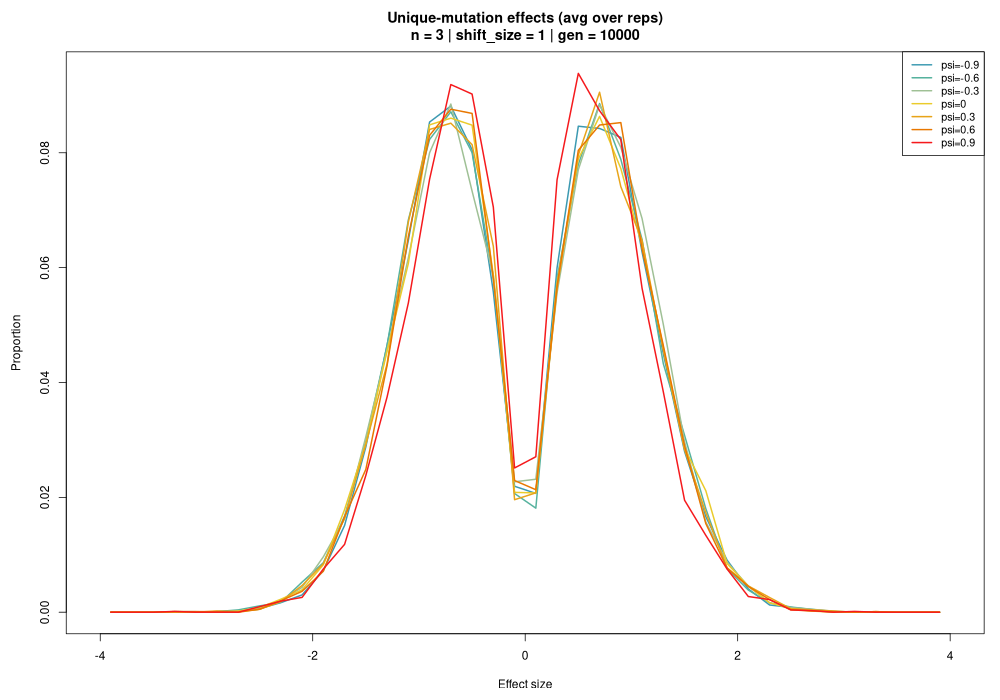 Unique-mutation effects (avg over reps)
n = 3 | shift_size = 1 | gen = 10000
psi=-0.9
psi=-0.6
psi=-0.3
psi=0
psi=0.3
psi=0.6
psi=0.9
Proportion
0.08
0.06
0.04
0.02
0.00
-4
-2
0
2
4
Effect size